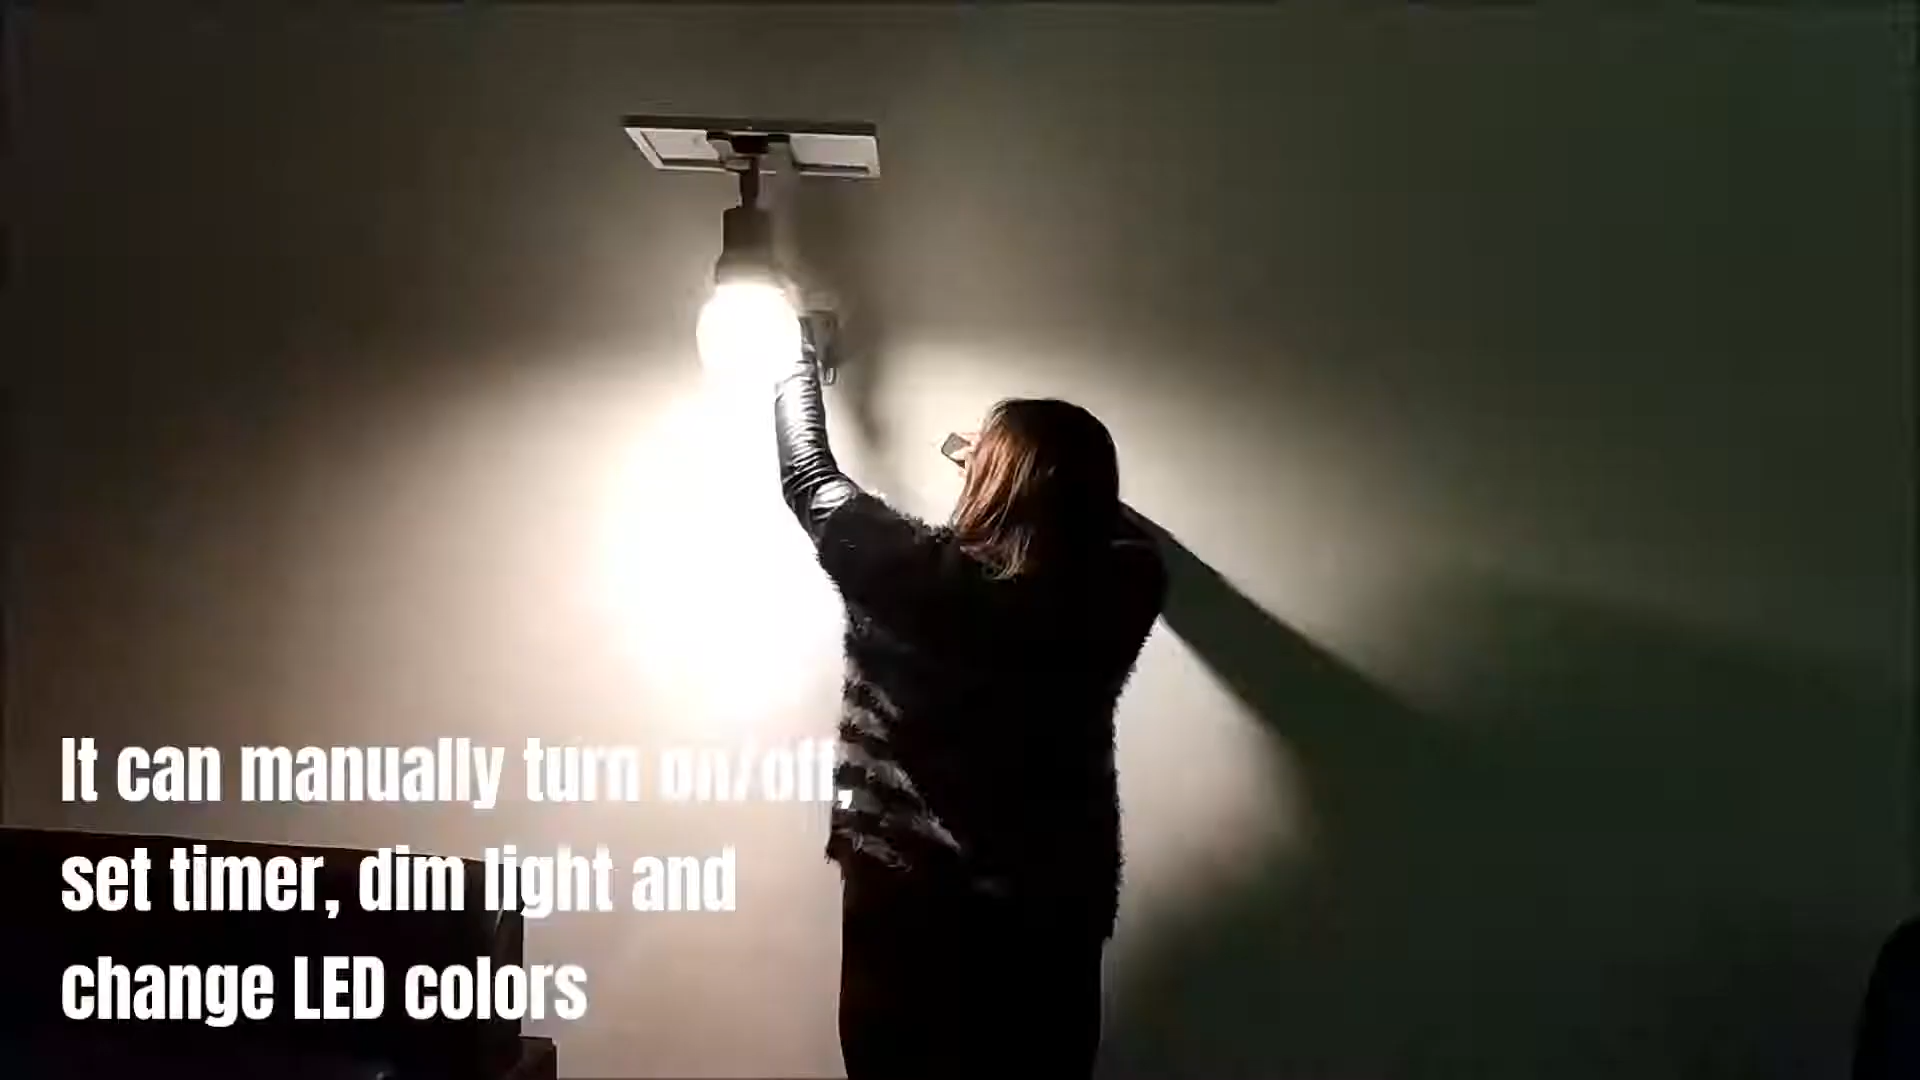 It can manually turn on/off,
set timer, dim light and
change LED colors